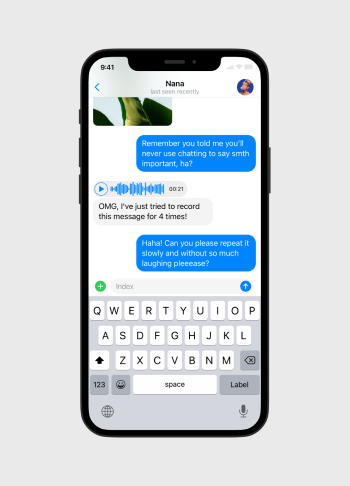 9:41
Nana
last seen recently
Remember you told me you'll
never use chatting to say smth
important, ha?
00:21
OMG, I've just tried to record
this message for 4 times!
Haha! Can you please repeat it
slowly and without so much
laughing pleeease?
Index
Q W E R T Y U I O P
A S D F G H J K L
Z X C V B N M
123 space Label